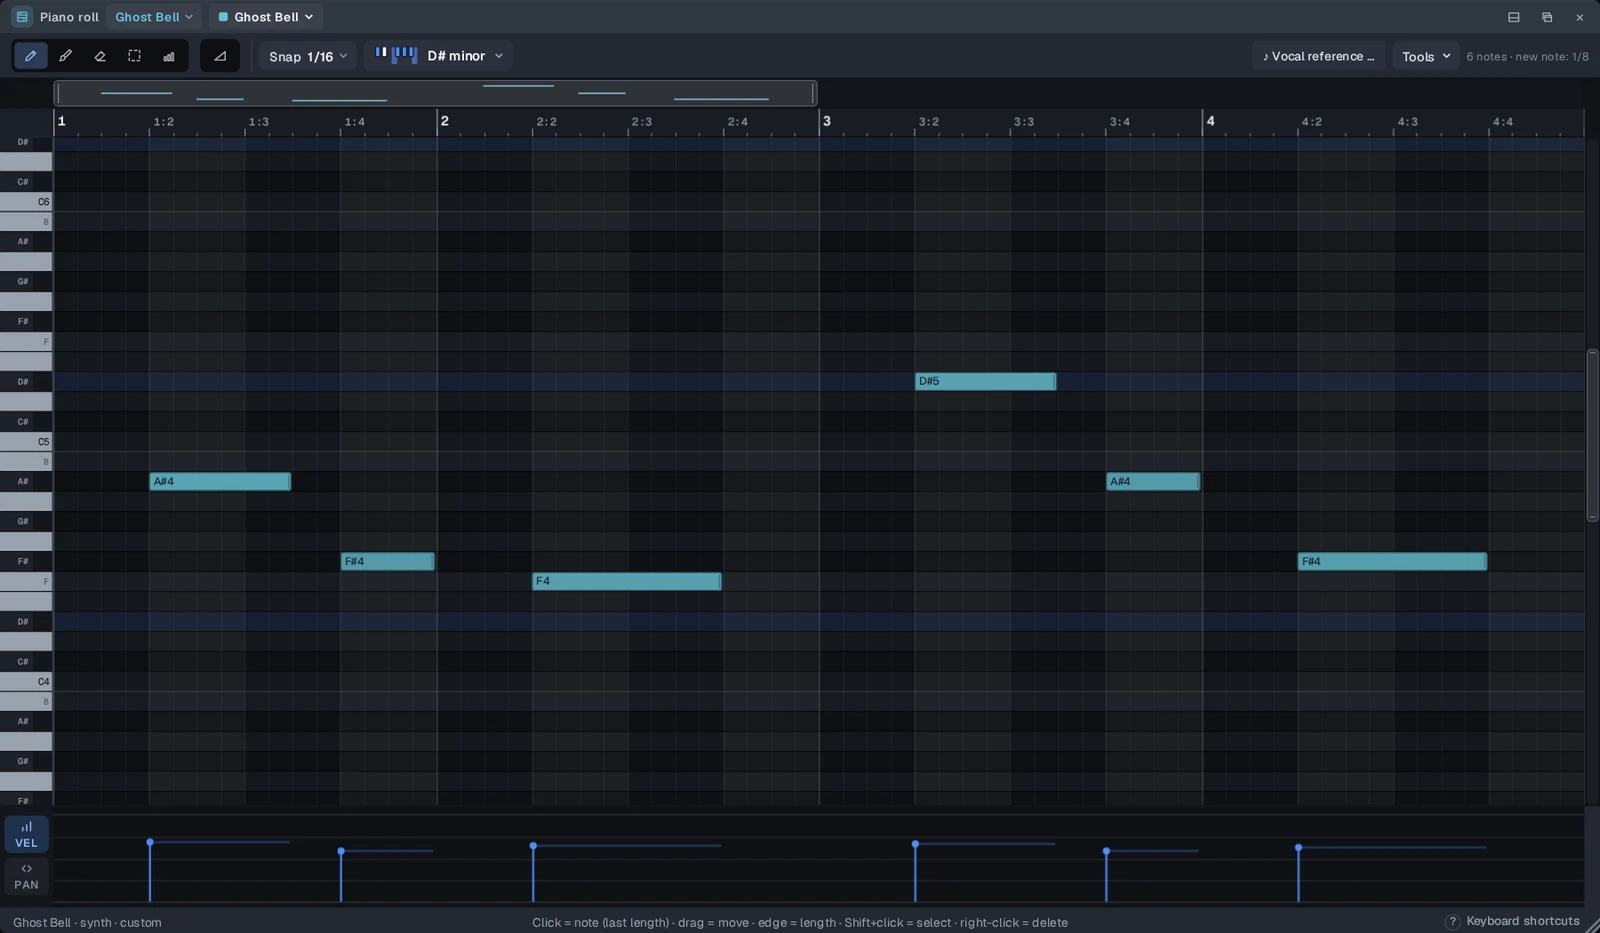 Piano roll Ghost Bell Ghost Bell
Snap 1/16 D# minor ♪ Vocal reference … Tools 6 notes · new note: 1/8
1 1:2 1:3 1:4 2 2:2 2:3 2:4 3 3:2 3:3 3:4 4 4:2 4:3 4:4
D#
C#
C6
B
A#
G#
F#
F
D# D#5
C#
C5
B
A# A#4 A#4
G#
F# F#4 F#4
F F4
D#
C#
C4
B
A#
G#
F#
VEL
PAN
Ghost Bell · synth · custom Click = note (last length) · drag = move · edge = length · Shift+click = select · right-click = delete ? Keyboard shortcuts